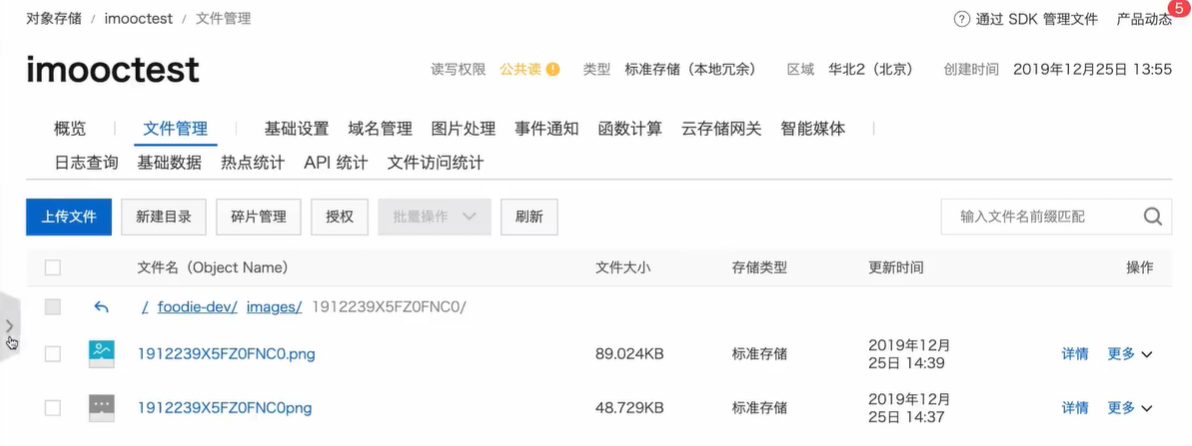 对象存储 / imooctest / 文件管理 通过 SDK 管理文件 产品动态 5
imooctest 读写权限 公共读 类型 标准存储（本地冗余） 区域 华北2（北京） 创建时间 2019年12月25日 13:55
概览 文件管理 基础设置 域名管理 图片处理 事件通知 函数计算 云存储网关 智能媒体
日志查询 基础数据 热点统计 API 统计 文件访问统计
上传文件 新建目录 碎片管理 授权 批量操作 刷新 输入文件名前缀匹配
文件名（Object Name） 文件大小 存储类型 更新时间 操作
/ foodie-dev/ images/ 1912239X5FZ0FNC0/
1912239X5FZ0FNC0.png 89.024KB 标准存储 2019年12月 详情 更多
25日 14:39
1912239X5FZ0FNC0png 48.729KB 标准存储 2019年12月 详情 更多
25日 14:37